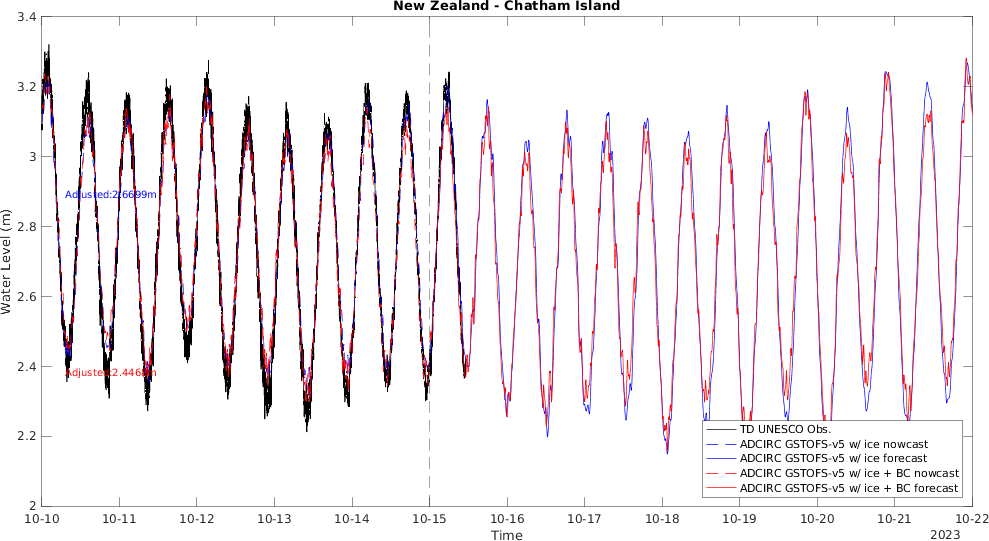 New Zealand - Chatham Island
3.4
3.2
3
2.8
2.6
2.4
2.2
2
Water Level (m)
Adjusted:2.6699m
TD UNESCO Obs.
ADCIRC GSTOFS-v5 w/ ice nowcast
ADCIRC GSTOFS-v5 w/ ice forecast
ADCIRC GSTOFS-v5 w/ ice + BC nowcast
ADCIRC GSTOFS-v5 w/ ice + BC forecast
10-10
10-11
10-12
10-13
10-14
10-15
10-16
10-17
10-18
10-19
10-20
10-21
10-22
Time
2023